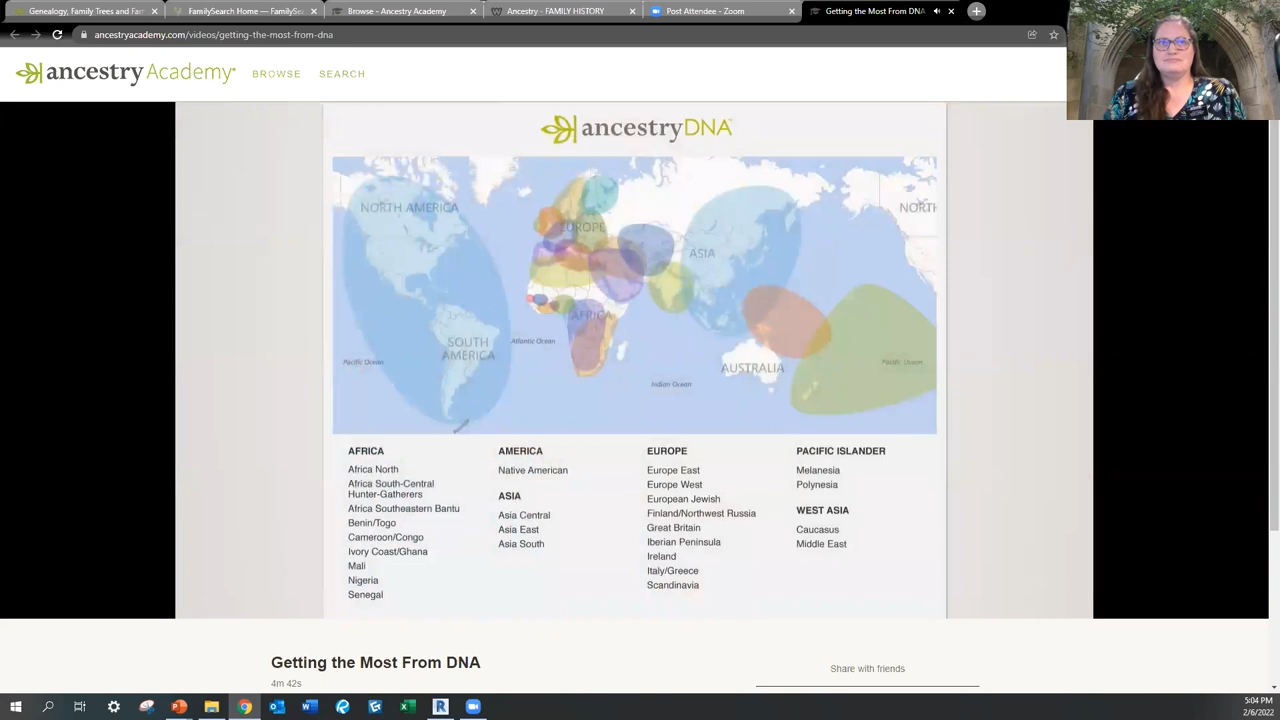 Genealogy, Family Trees and Fam
FamilySearch Home — FamilySe
Browse - Ancestry Academy
Ancestry - FAMILY HISTORY
Post Attendee - Zoom
Getting the Most From DNA
ancestryacademy.com/videos/getting-the-most-from-dna
ancestryAcademy
BROWSE
SEARCH
ancestryDNA
NORTH AMERICA
NORTH
EUROPE
ASIA
AFRICA
SOUTH
AMERICA
Atlantic Ocean
Pacific Ocean
Pacific Ocean
AUSTRALIA
Indian Ocean
AFRICA
Africa North
Africa South-Central
Hunter-Gatherers
Africa Southeastern Bantu
Benin/Togo
Cameroon/Congo
Ivory Coast/Ghana
Mali
Nigeria
Senegal
AMERICA
Native American
ASIA
Asia Central
Asia East
Asia South
EUROPE
Europe East
Europe West
European Jewish
Finland/Northwest Russia
Great Britain
Iberian Peninsula
Ireland
Italy/Greece
Scandinavia
PACIFIC ISLANDER
Melanesia
Polynesia
WEST ASIA
Caucasus
Middle East
Getting the Most From DNA
4m 42s
Share with friends
5:04 PM
2/6/2022